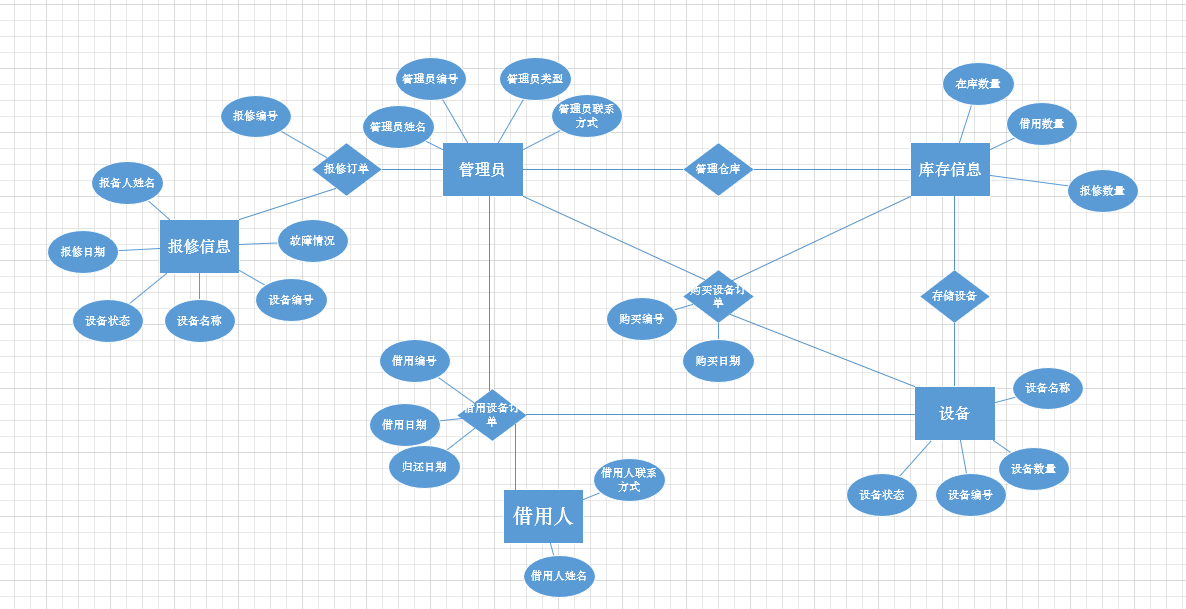 在库数量
管理员编号
管理员类型
管理员联系
方式
报修编号
管理员姓名
借用数量
报修订单
管理员
管理仓库
库存信息
报备人姓名
报修数量
报修信息
故障情况
报修日期
设备编号
购买设备订
单
存储设备
设备状态
设备名称
购买编号
购买日期
借用编号
设备名称
借用设备订
单
设备
借用日期
归还日期
设备数量
借用人联系
方式
设备状态
设备编号
借用人
借用人姓名